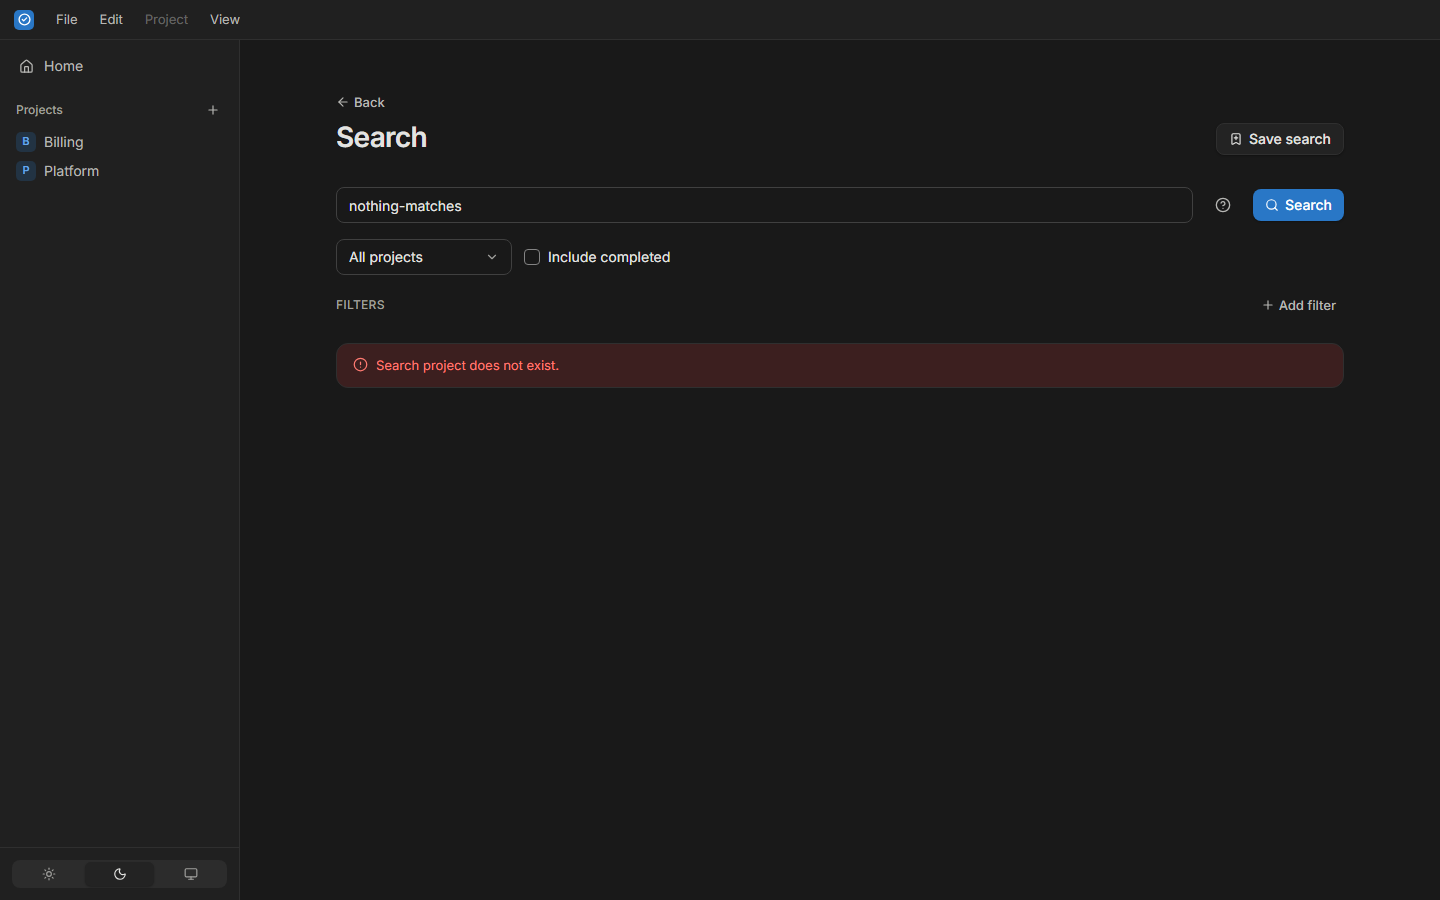 File Edit Project View
Home
Projects
B Billing
P Platform
Back
Search
Save search
nothing-matches
Search
All projects
Include completed
FILTERS
Add filter
Search project does not exist.